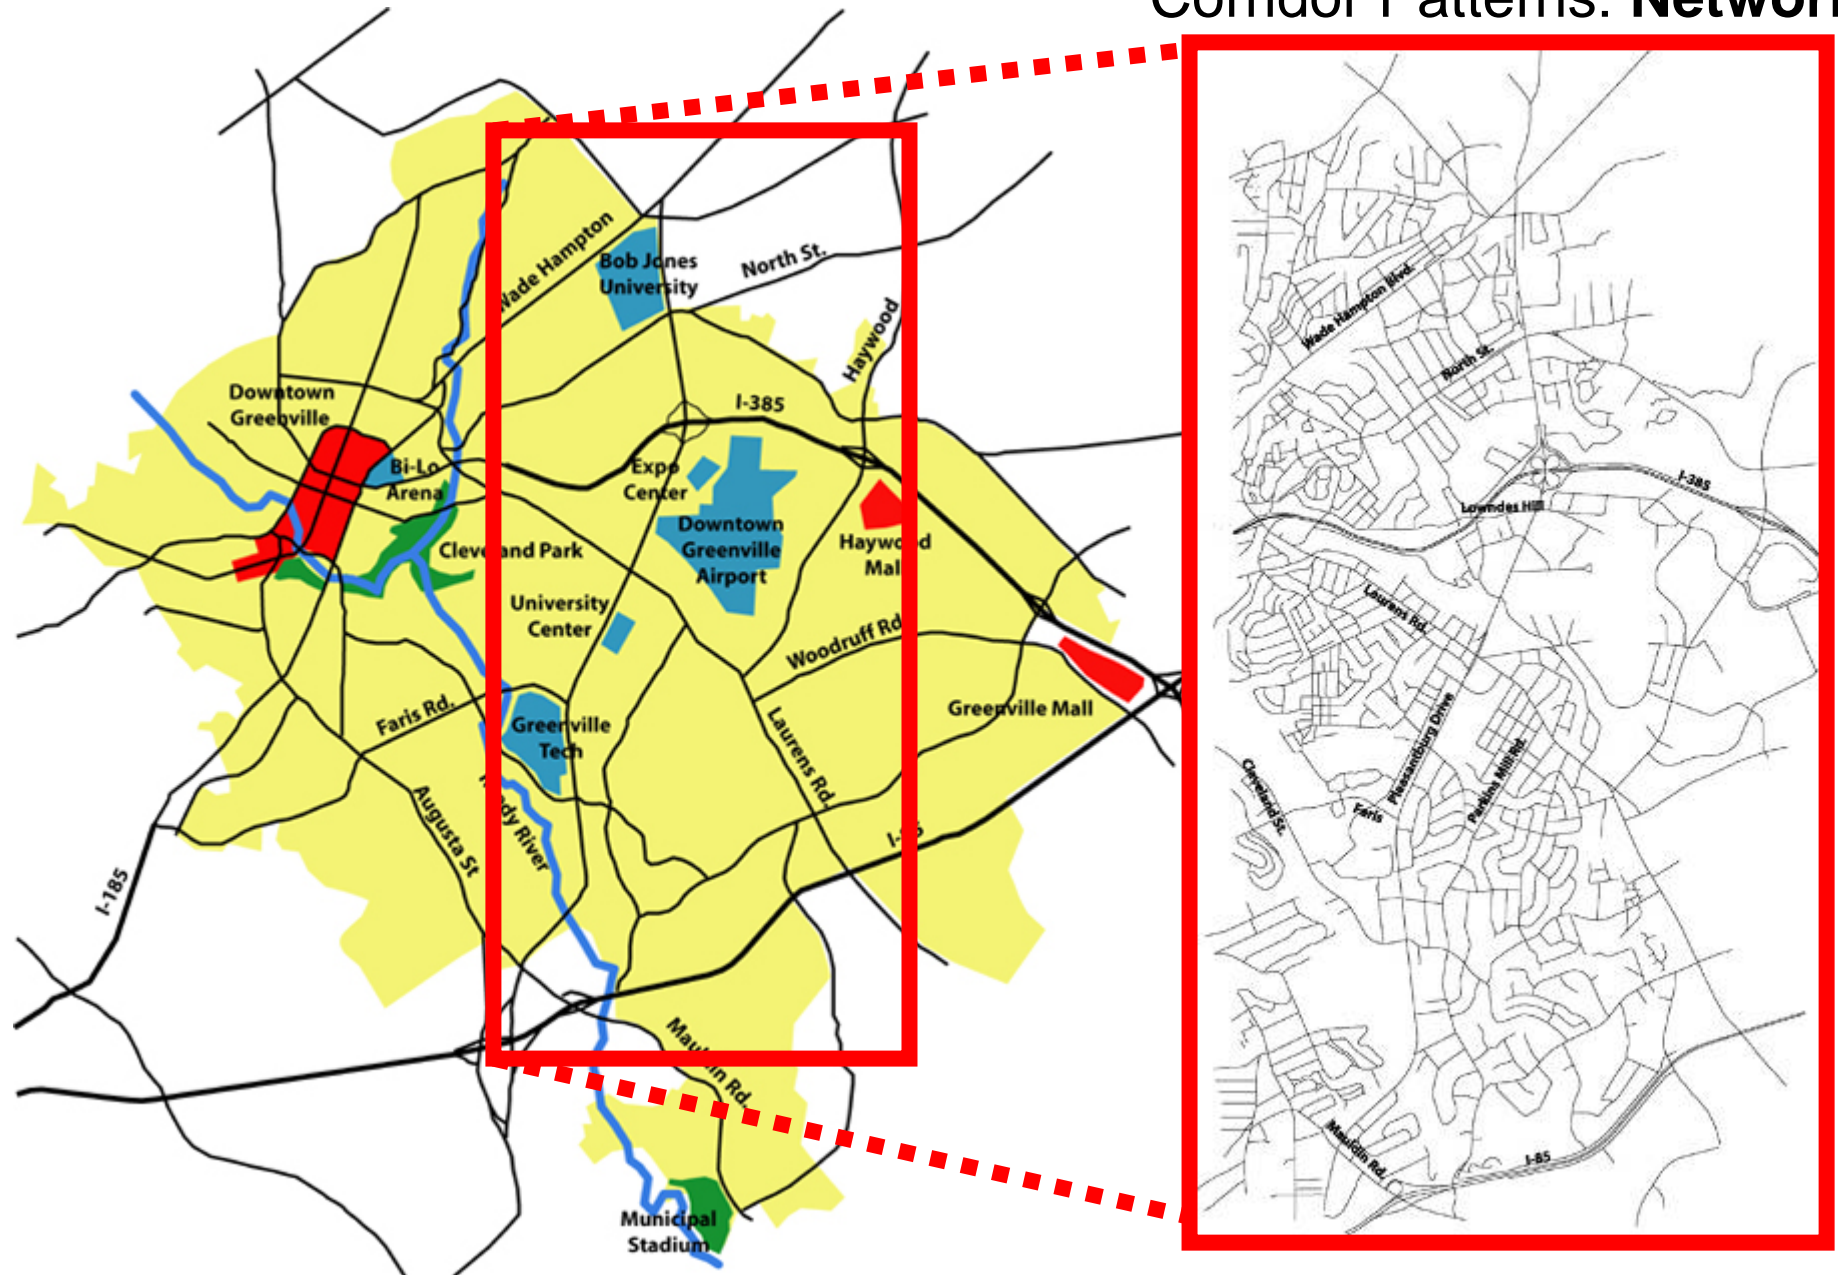 Corridor Patterns: Network
Wade Hampton
Bob Jones
University
North St.
Haywood
I-385
Downtown
Greenville
Bi-Lo
Arena
Expo
Center
Downtown
Greenville
Airport
Haywood
Mall
Cleveland Park
University
Center
Woodruff Rd
Greenville Mall
Faris Rd.
Greenville
Tech
Laurens Rd.
Augusta St
Reedy River
I-85
I-185
Mauldin Rd.
Municipal
Stadium
Wade Hampton Blvd.
North St.
I-385
Lowndes Hill
Laurens Rd.
Pleasantburg Drive
Parkins Mill Rd.
Cleveland St.
Faris
Mauldin Rd.
I-85